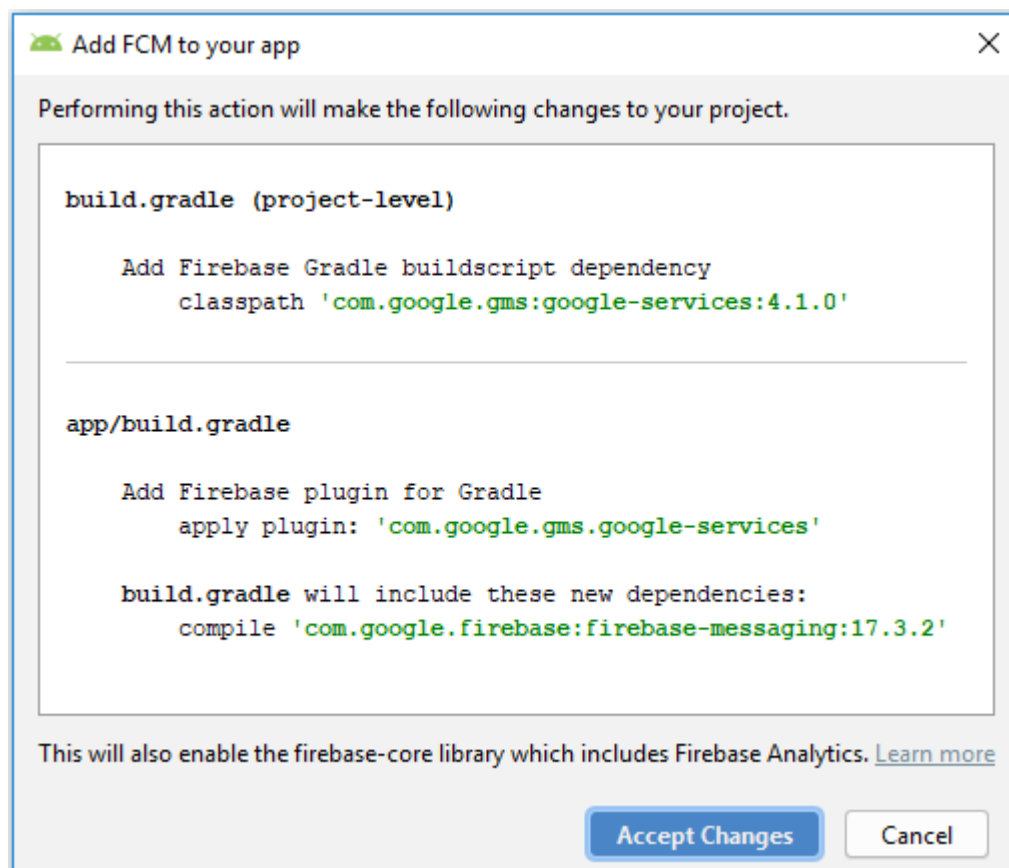 Add FCM to your app
Performing this action will make the following changes to your project.
build.gradle (project-level)
Add Firebase Gradle buildscript dependency
classpath 'com.google.gms:google-services:4.1.0'
app/build.gradle
Add Firebase plugin for Gradle
apply plugin: 'com.google.gms.google-services'
build.gradle will include these new dependencies:
compile 'com.google.firebase:firebase-messaging:17.3.2'
This will also enable the firebase-core library which includes Firebase Analytics. Learn more
Accept Changes Cancel